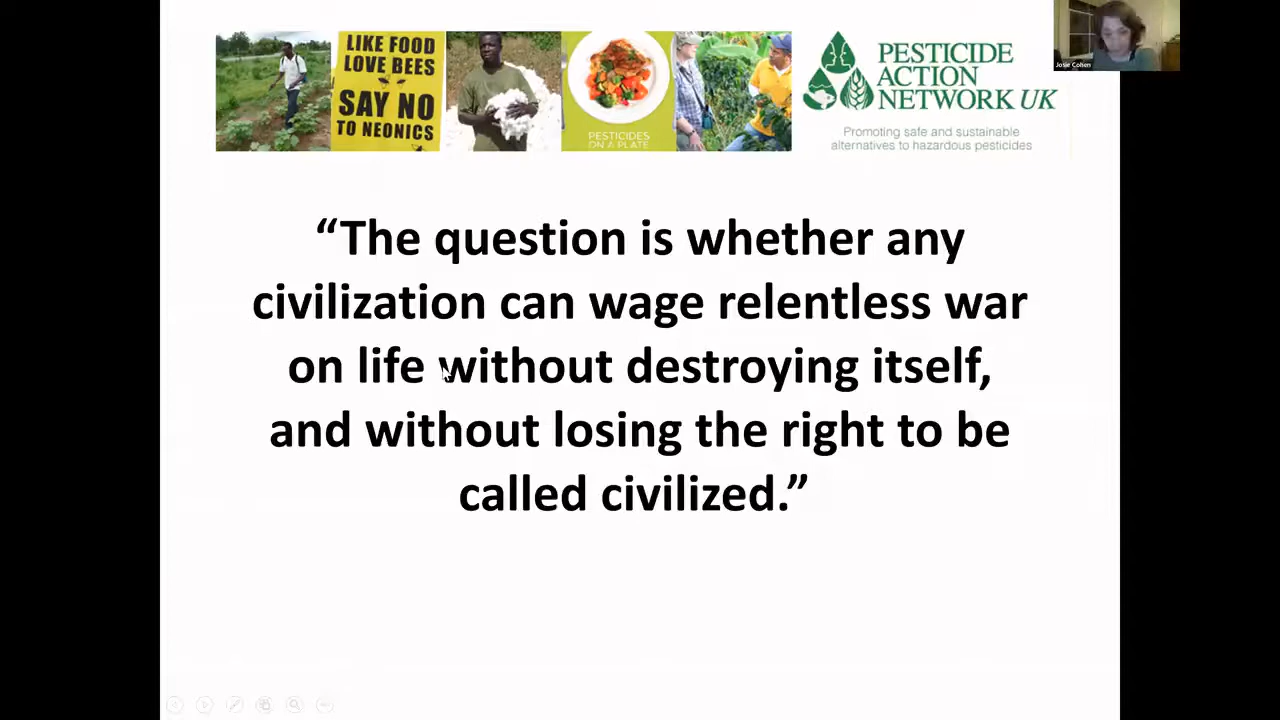 LIKE FOOD
LOVE BEES
SAY NO
TO NEONICS
PESTICIDES
ON A PLATE
PESTICIDE
ACTION
NETWORK UK
Promoting safe and sustainable
alternatives to hazardous pesticides
Josie Cohen
“The question is whether any
civilization can wage relentless war
on life without destroying itself,
and without losing the right to be
called civilized.”